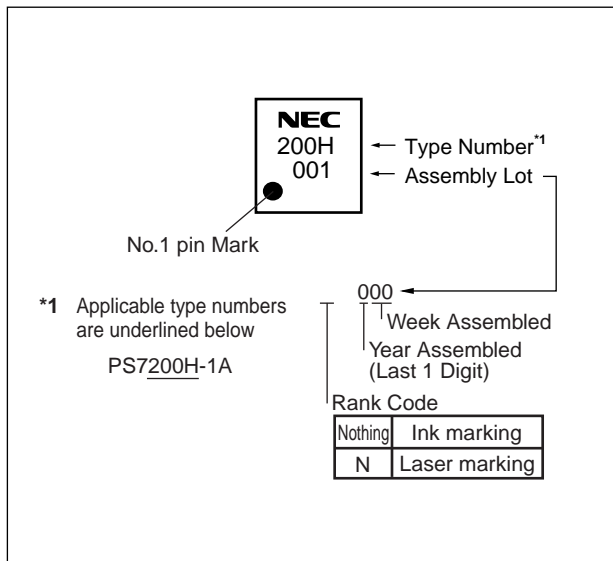 NEC
200H
001
Type Number*1
Assembly Lot
No.1 pin Mark
*1 Applicable type numbers
are underlined below
PS7200H-1A
000
Week Assembled
Year Assembled
(Last 1 Digit)
Rank Code
Nothing Ink marking
N Laser marking